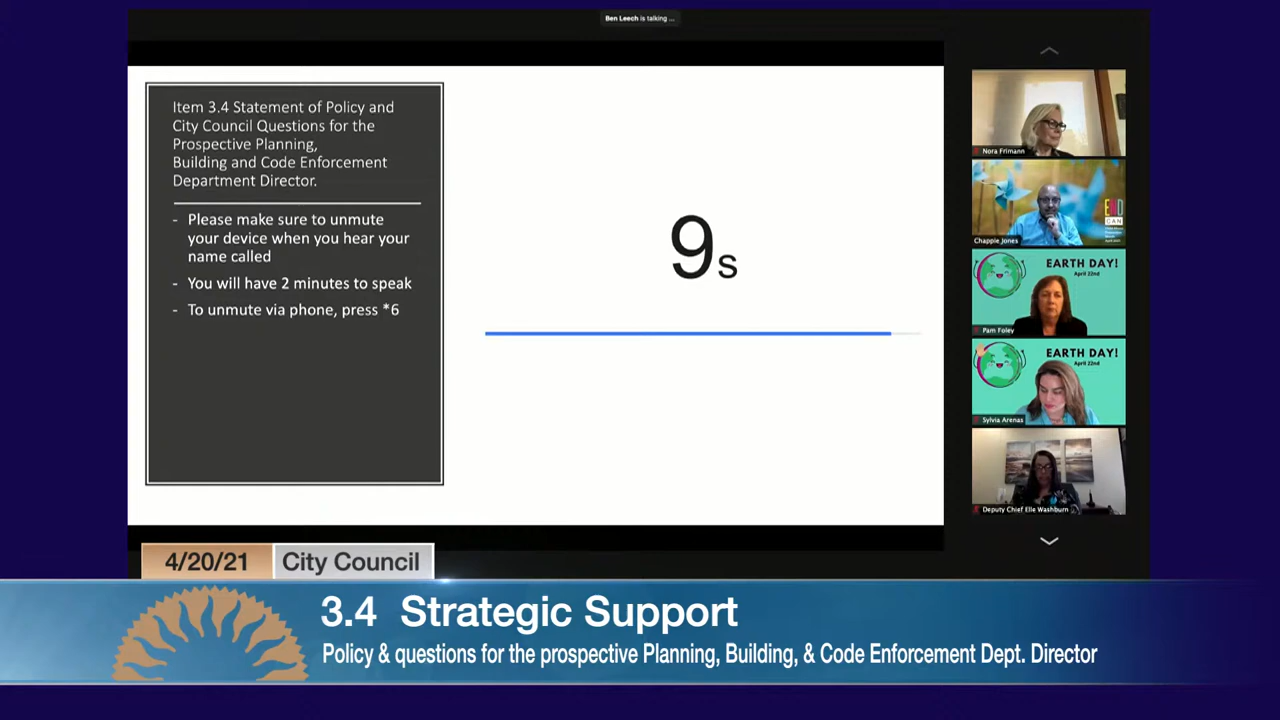 Ben Leech is talking ...
Item 3.4 Statement of Policy and
City Council Questions for the
Prospective Planning,
Building and Code Enforcement
Department Director.
- Please make sure to unmute
your device when you hear your
name called
- You will have 2 minutes to speak
- To unmute via phone, press *6
9s
Nora Frimann
END
CAN
Chappie Jones
EARTH DAY!
April 22nd
Pam Foley
EARTH DAY!
April 22nd
Sylvia Arenas
Deputy Chief Elle Washburn
4/20/21
City Council
3.4 Strategic Support
Policy & questions for the prospective Planning, Building, & Code Enforcement Dept. Director